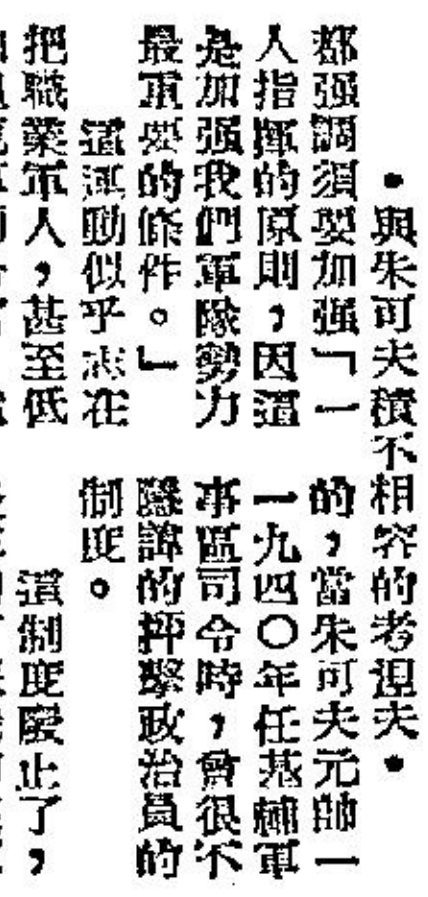 ●與朱可夫積不相容的考湼夫●
都强調須要加强「一
人指揮的原則，因這
是加强我們軍隊勢力
最重要的條件。」
這運動似乎志在
把職業軍人，甚至低
的，當朱可夫元帥一
一九四〇年任基輔軍
事區司令時，曾很不
隱諱的抨擊政治員的
制度。
這制度廢止了，